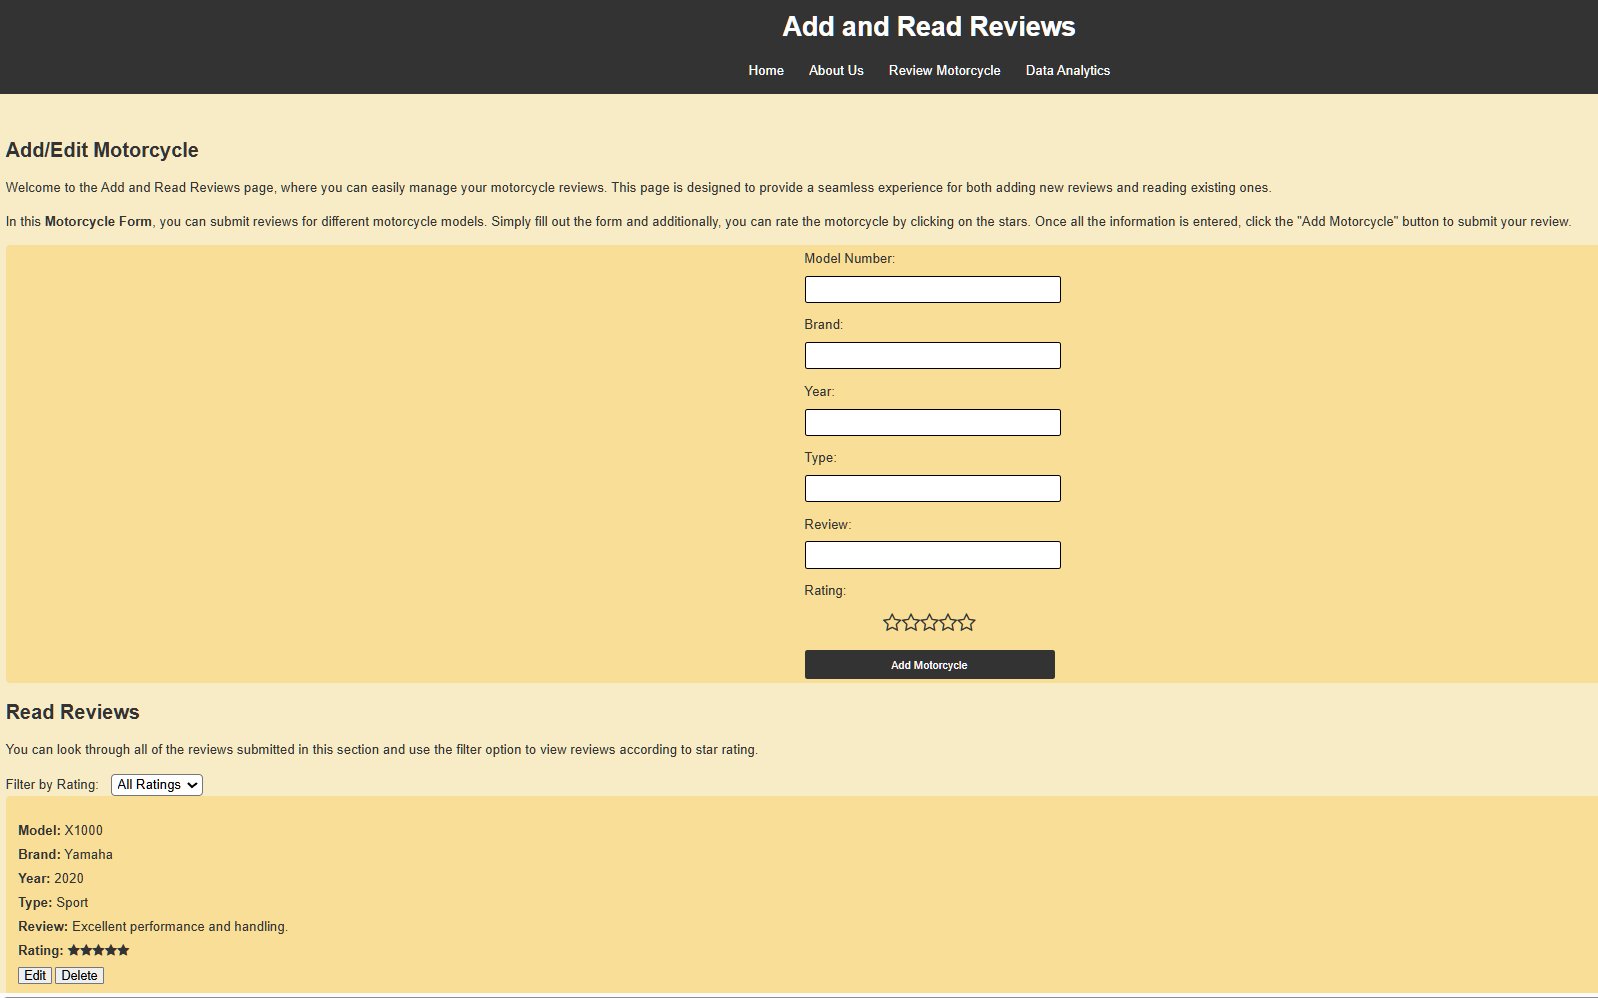 Add and Read Reviews
Home About Us Review Motorcycle Data Analytics
Add/Edit Motorcycle
Welcome to the Add and Read Reviews page, where you can easily manage your motorcycle reviews. This page is designed to provide a seamless experience for both adding new reviews and reading existing ones.
In this Motorcycle Form, you can submit reviews for different motorcycle models. Simply fill out the form and additionally, you can rate the motorcycle by clicking on the stars. Once all the information is entered, click the "Add Motorcycle" button to submit your review.
Model Number:
Brand:
Year:
Type:
Review:
Rating:
Add Motorcycle
Read Reviews
You can look through all of the reviews submitted in this section and use the filter option to view reviews according to star rating.
Filter by Rating: All Ratings
Model: X1000
Brand: Yamaha
Year: 2020
Type: Sport
Review: Excellent performance and handling.
Rating: ★★★★★
Edit Delete